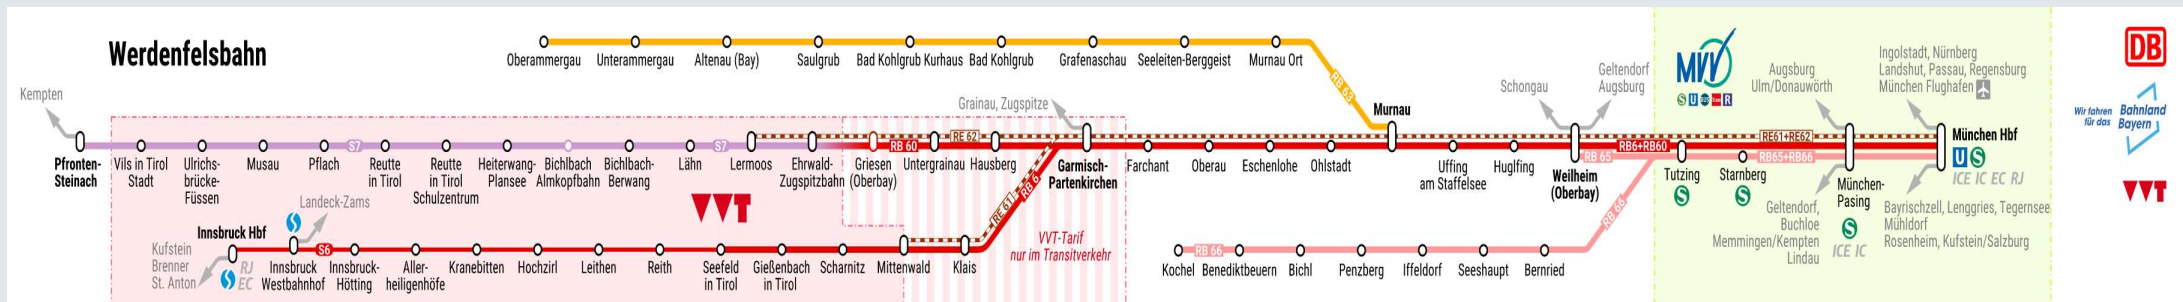 Werdenfelsbahn
Oberammergau
Unterammergau
Altenau (Bay)
Saulgrub
Bad Kohlgrub Kurhaus
Bad Kohlgrub
Grafenaschau
Seeleiten-Berggeist
Murnau Ort
RB 63
Murnau
Kempten
Pfronten-
Steinach
Vils in Tirol
Stadt
Ulrichs-
brücke-
Füssen
Musau
Pflach
S7
Reutte
in Tirol
Reutte
in Tirol
Schulzentrum
Heiterwang-
Plansee
Bichlbach
Almkopfbahn
Bichlbach-
Berwang
Lähn
S7
Lermoos
Ehrwald-
Zugspitzbahn
Griesen
(Oberbay)
RB 60
Untergrainau
RE 62
Hausberg
Grainau, Zugspitze
Garmisch-
Partenkirchen
Farchant
Oberau
Eschenlohe
Ohlstadt
Uffing
am Staffelsee
Huglfing
Schongau
Geltendorf
Augsburg
Weilheim
(Oberbay)
RB 65
RB6+RB60
RB 66
MVV
S U BUS Tram R
Tutzing
S
Starnberg
S
RE61+RE62
RB65+RB66
Augsburg
Ulm/Donauwörth
München-
Pasing
S
ICE IC
Geltendorf,
Buchloe
Memmingen/Kempten
Lindau
Ingolstadt, Nürnberg
Landshut, Passau, Regensburg
München Flughafen
München Hbf
U S
ICE IC EC RJ
Bayrischzell, Lenggries, Tegernsee
Mühldorf
Rosenheim, Kufstein/Salzburg
DB
Wir fahren
für das
Bahnland
Bayern
VVT
VVT
Innsbruck Hbf
Kufstein
Brenner
St. Anton
S
RJ
EC
S
Landeck-Zams
Innsbruck
Westbahnhof
S6
Innsbruck-
Hötting
Aller-
heiligenhöfe
Kranebitten
Hochzirl
Leithen
Reith
Seefeld
in Tirol
Gießenbach
in Tirol
Scharnitz
Mittenwald
Klais
RE 61
RB 6
VVT-Tarif
nur im Transitverkehr
Kochel
RB 66
Benediktbeuern
Bichl
Penzberg
Iffeldorf
Seeshaupt
Bernried